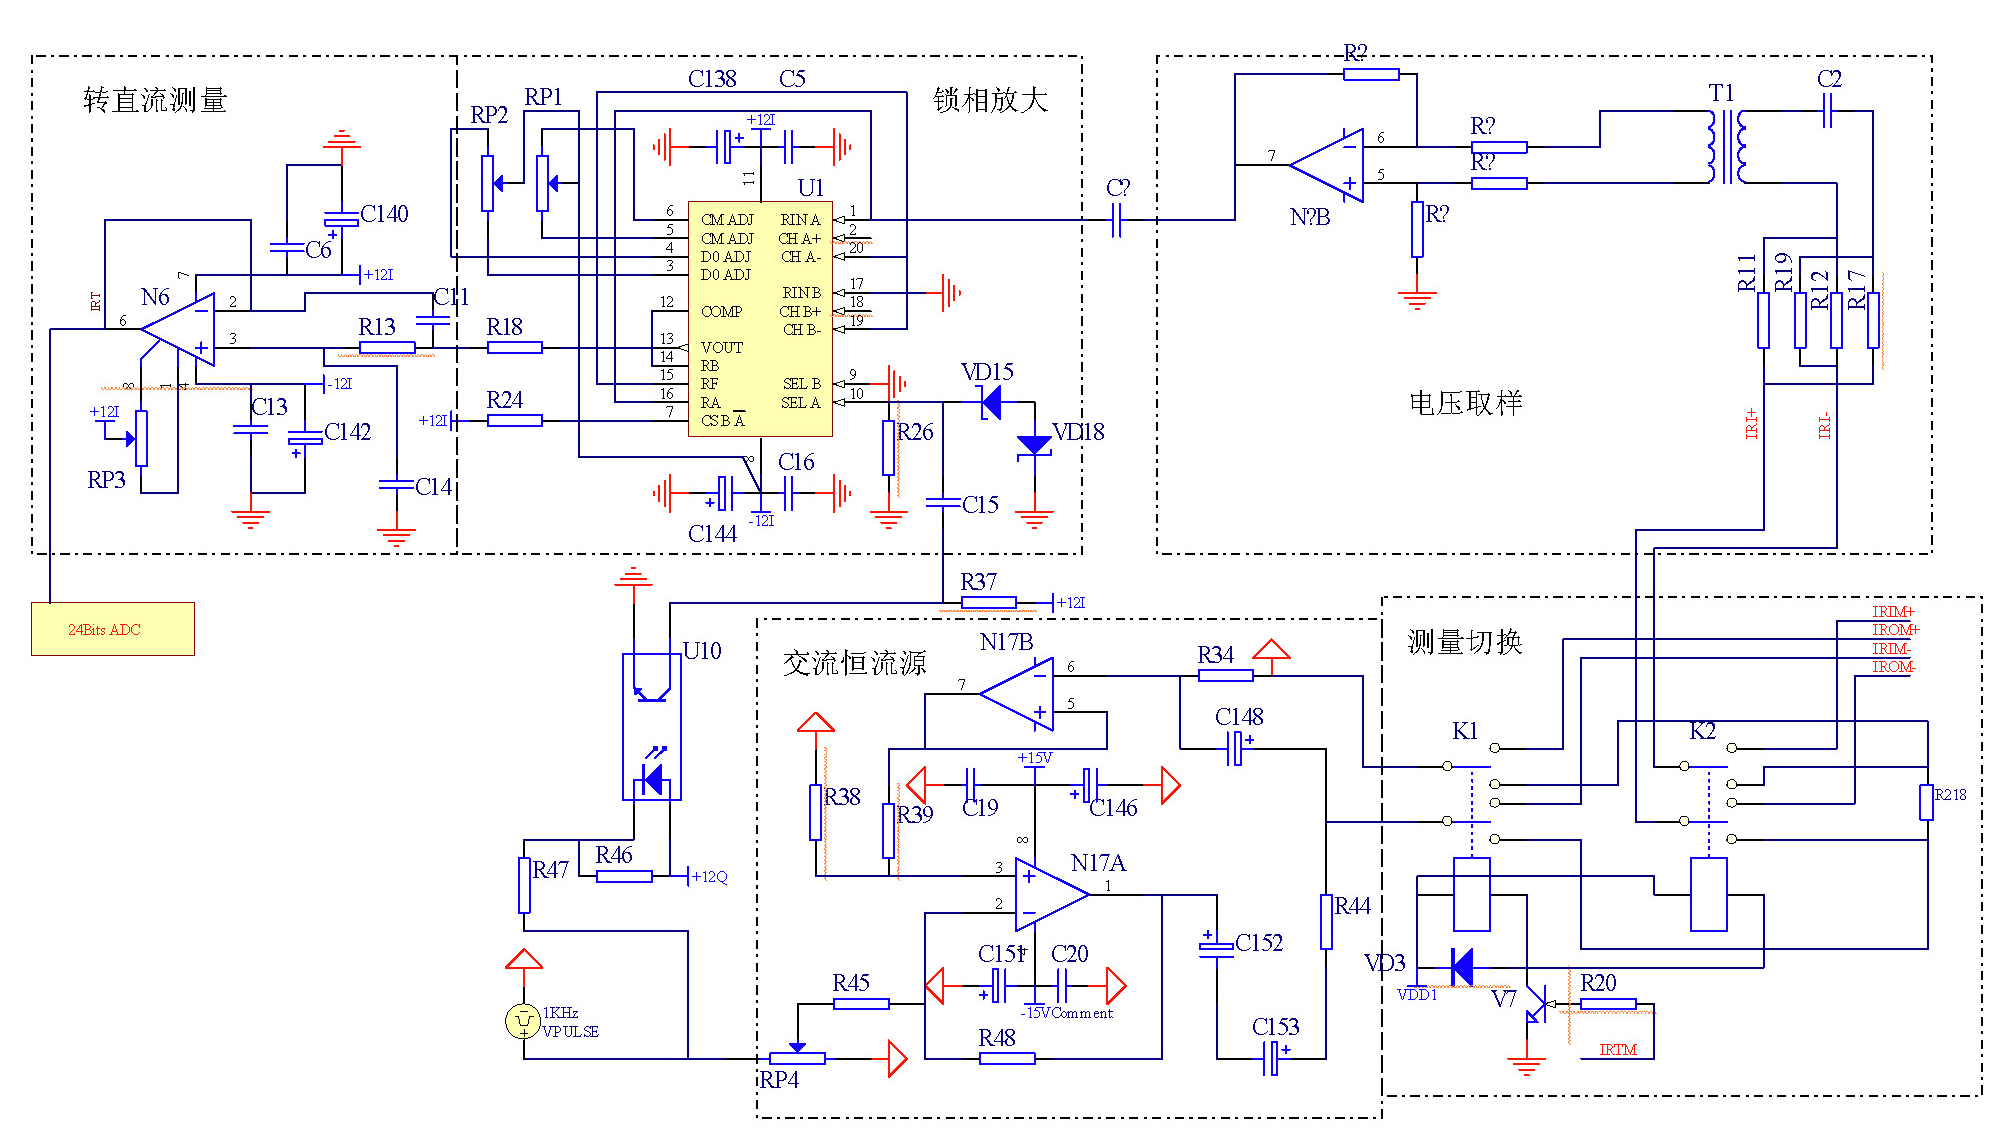 转直流测量
C140
C6
+12I
7
N6
IRT
6
2
3
C11
R13
8
1
4
-12I
+12I
C13
C142
RP3
C14
24Bits ADC
锁相放大
C138
C5
RP1
RP2
+12I
11
U1
6
CM ADJ
RIN A
1
5
CM ADJ
CH A+
2
4
D0 ADJ
CH A-
20
3
D0 ADJ
RIN B
17
12
COMP
CH B+
18
CH B-
19
R18
13
VOUT
14
RB
15
RF
SEL B
9
16
RA
SEL A
10
R24
+12I
7
CSB A
VD15
VD18
R26
8
C16
C144
-12I
C15
R37
+12I
C?
电压取样
R?
T1
C2
R?
6
7
R?
5
N?B
R?
R11
R19
R12
R17
IRI+
IRI-
U10
R46
R47
+12Q
1KHz
VPULSE
RP4
交流恒流源
N17B
7
6
5
R34
C148
+15V
R38
R39
C19
C146
8
N17A
3
1
2
4
C151
C20
C152
R44
R45
-15VComment
R48
C153
测量切换
IRIM+
IROM+
IRIM-
IROM-
K1
K2
R218
VD3
VDD1
V7
R20
IRTM